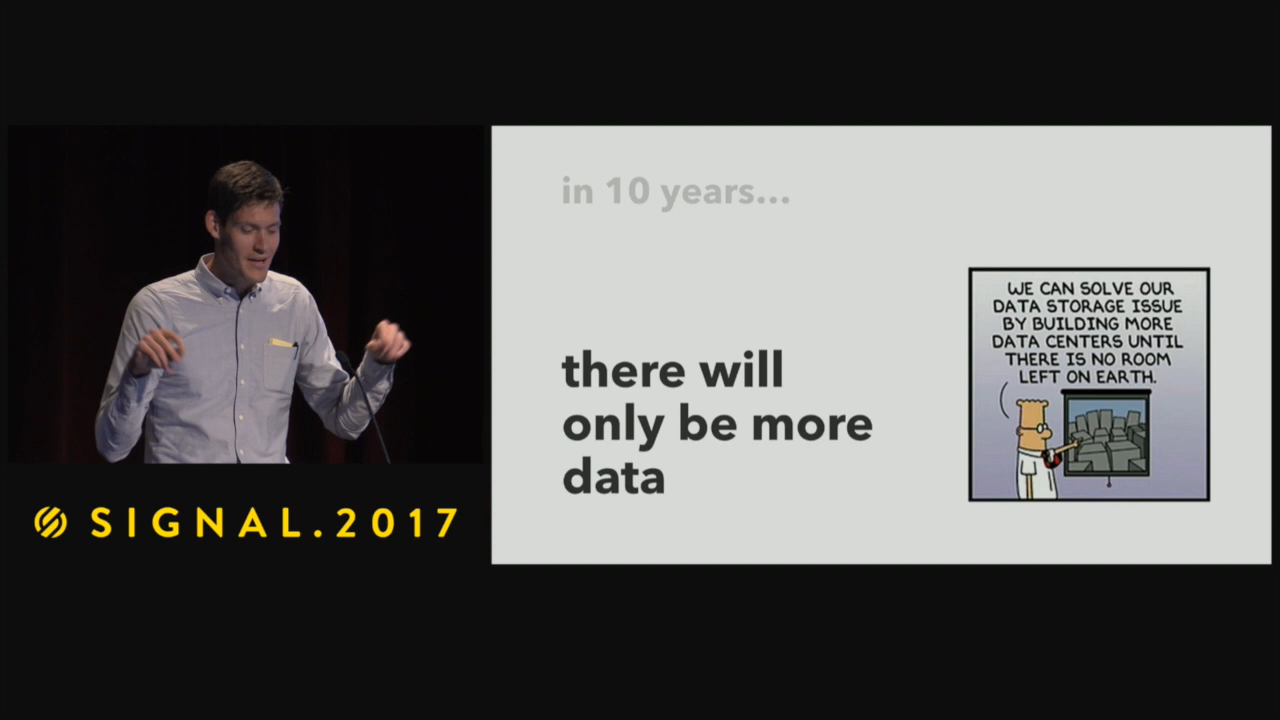 in 10 years...
there will
only be more
data
WE CAN SOLVE OUR
DATA STORAGE ISSUE
BY BUILDING MORE
DATA CENTERS UNTIL
THERE IS NO ROOM
LEFT ON EARTH.
SIGNAL.2017